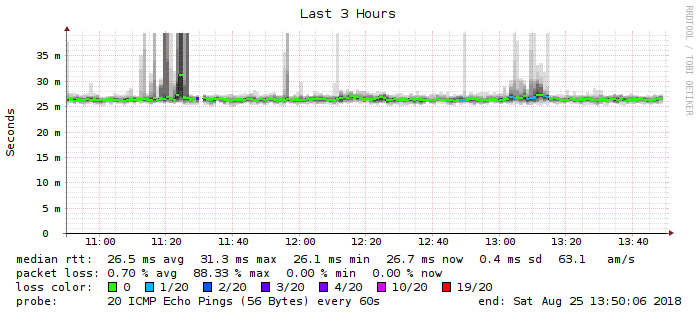 Last 3 Hours
RRDTOOL / TOBI OETIKER
Seconds
35 m
30 m
25 m
20 m
15 m
10 m
5 m
0
11:00 11:20 11:40 12:00 12:20 12:40 13:00 13:20 13:40
median rtt: 26.5 ms avg 31.3 ms max 26.1 ms min 26.7 ms now 0.4 ms sd 63.1 am/s
packet loss: 0.70 % avg 88.33 % max 0.00 % min 0.00 % now
loss color: 0 1/20 2/20 3/20 4/20 10/20 19/20
probe: 20 ICMP Echo Pings (56 Bytes) every 60s end: Sat Aug 25 13:50:06 2018